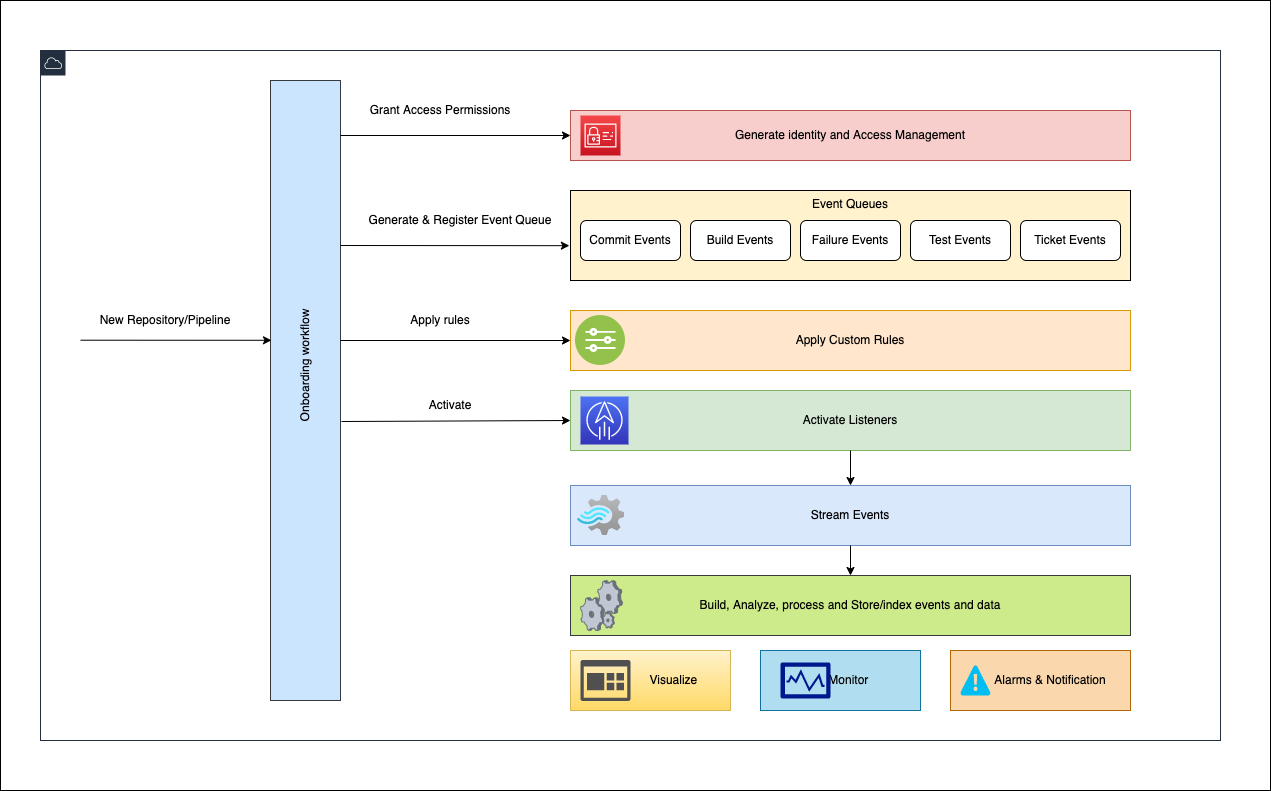 Grant Access Permissions
Generate identity and Access Management
Event Queues
Generate & Register Event Queue
Commit Events
Build Events
Failure Events
Test Events
Ticket Events
New Repository/Pipeline
Onboarding workflow
Apply rules
Apply Custom Rules
Activate
Activate Listeners
Stream Events
Build, Analyze, process and Store/index events and data
Visualize
Monitor
Alarms & Notification